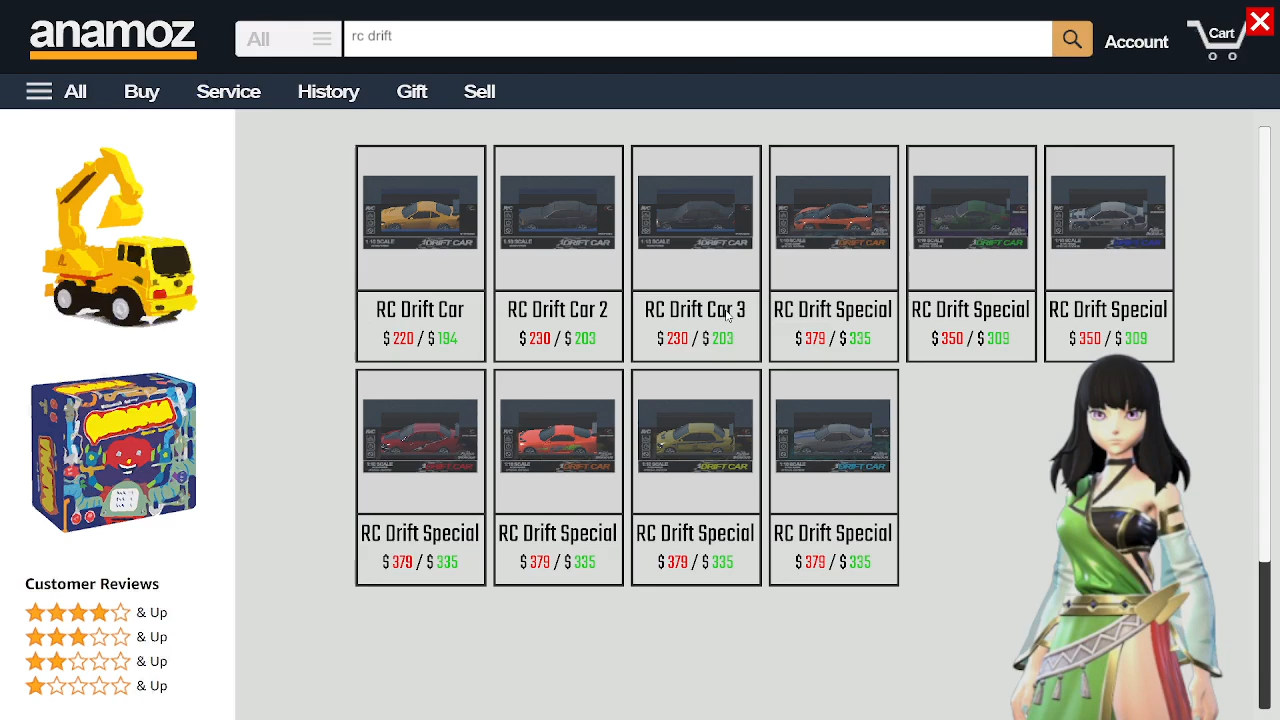 anamoz
All
rc drift
Account
Cart
All
Buy
Service
History
Gift
Sell
RC Drift Car
$ 220 / $ 194
RC Drift Car 2
$ 230 / $ 203
RC Drift Car 3
$ 230 / $ 203
RC Drift Special
$ 379 / $ 335
RC Drift Special
$ 350 / $ 309
RC Drift Special
$ 350 / $ 309
RC Drift Special
$ 379 / $ 335
RC Drift Special
$ 379 / $ 335
RC Drift Special
$ 379 / $ 335
RC Drift Special
$ 379 / $ 335
Customer Reviews
& Up
& Up
& Up
& Up